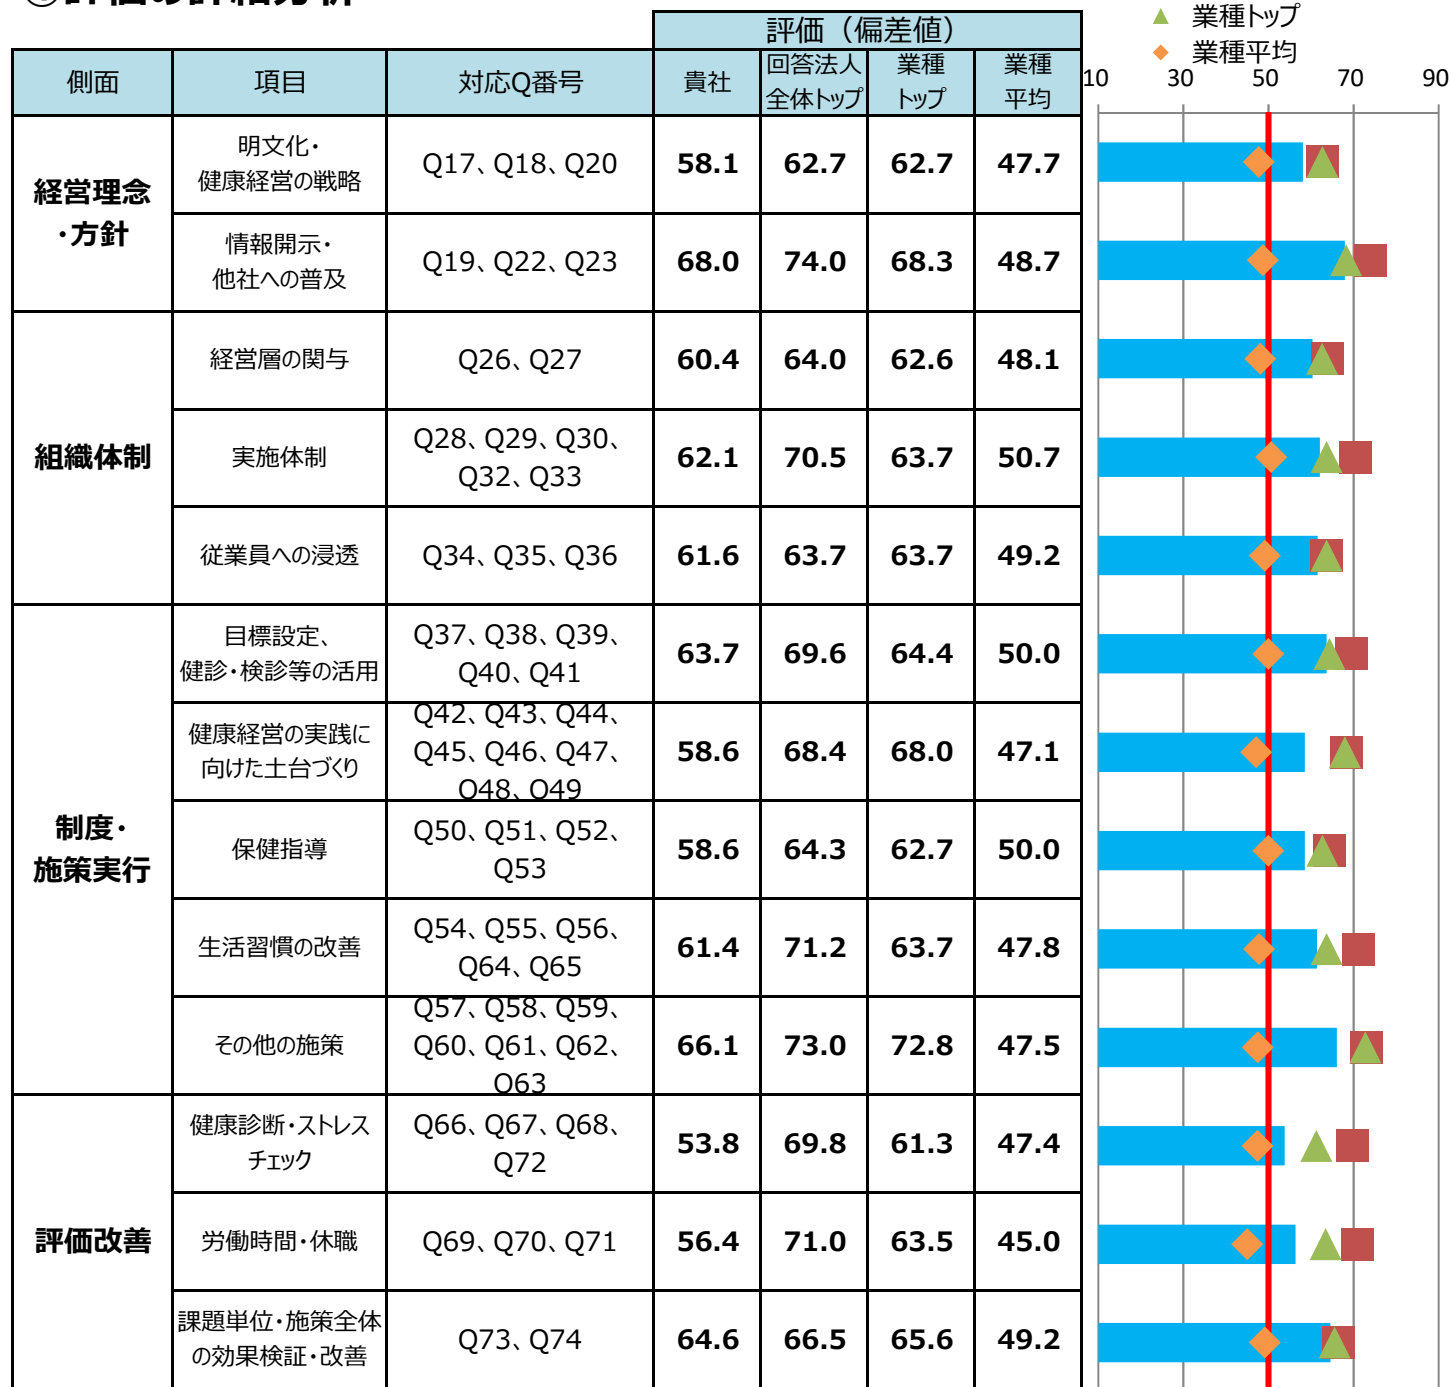 評価（偏差値）
業種トップ
業種平均
側面 項目 対応Q番号 貴社 回答法人全体トップ 業種トップ 業種平均
10 30 50 70 90
経営理念・方針
明文化・健康経営の戦略 Q17、Q18、Q20 58.1 62.7 62.7 47.7
情報開示・他社への普及 Q19、Q22、Q23 68.0 74.0 68.3 48.7
組織体制
経営層の関与 Q26、Q27 60.4 64.0 62.6 48.1
実施体制 Q28、Q29、Q30、Q32、Q33 62.1 70.5 63.7 50.7
従業員への浸透 Q34、Q35、Q36 61.6 63.7 63.7 49.2
制度・施策実行
目標設定、健診・検診等の活用 Q37、Q38、Q39、Q40、Q41 63.7 69.6 64.4 50.0
健康経営の実践に向けた土台づくり Q42、Q43、Q44、Q45、Q46、Q47、Q48、Q49 58.6 68.4 68.0 47.1
保健指導 Q50、Q51、Q52、Q53 58.6 64.3 62.7 50.0
生活習慣の改善 Q54、Q55、Q56、Q64、Q65 61.4 71.2 63.7 47.8
その他の施策 Q57、Q58、Q59、Q60、Q61、Q62、Q63 66.1 73.0 72.8 47.5
評価改善
健康診断・ストレスチェック Q66、Q67、Q68、Q72 53.8 69.8 61.3 47.4
労働時間・休職 Q69、Q70、Q71 56.4 71.0 63.5 45.0
課題単位・施策全体の効果検証・改善 Q73、Q74 64.6 66.5 65.6 49.2